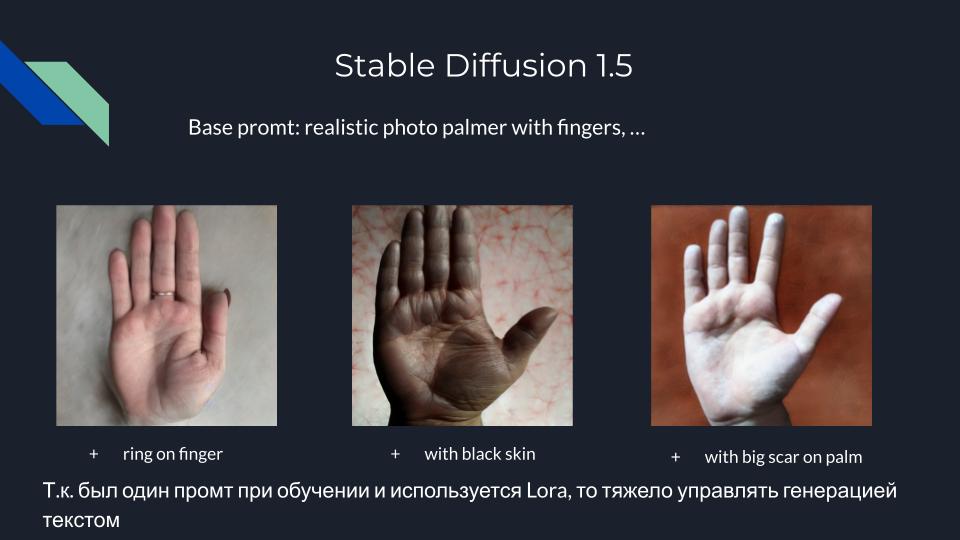 Stable Diffusion 1.5
Base promt: realistic photo palmer with fingers, ...
+ ring on finger
+ with black skin
+ with big scar on palm
Т.к. был один промт при обучении и используется Lora, то тяжело управлять генерацией
текстом